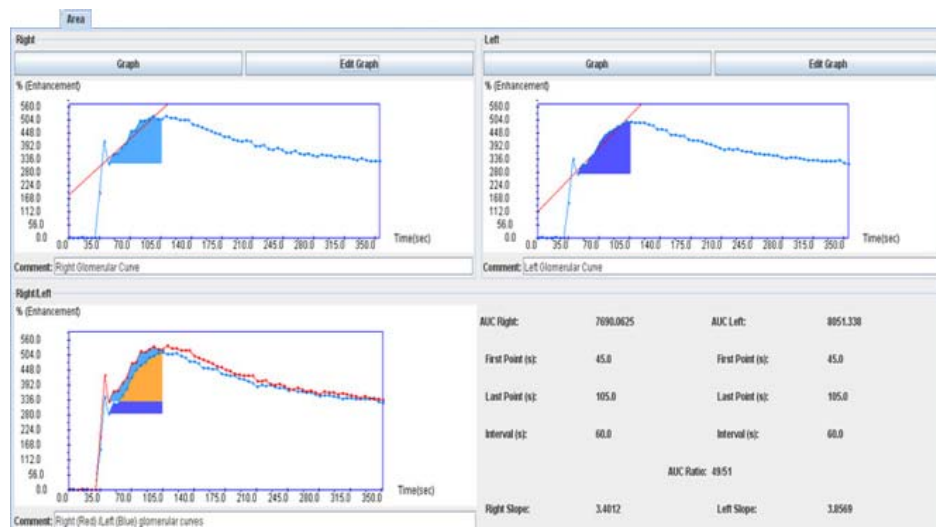 Area
Right
Graph Edit Graph
% (Enhancement)
560.0
504.0
448.0
392.0
336.0
280.0
224.0
168.0
112.0
56.0
0.0
0.0 35.0 70.0 105.0 140.0 175.0 210.0 245.0 280.0 315.0 350.0
Time(sec)
Comment: Right Glomerular Curve
Left
Graph Edit Graph
% (Enhancement)
560.0
504.0
448.0
392.0
336.0
280.0
224.0
168.0
112.0
56.0
0.0
0.0 35.0 70.0 105.0 140.0 175.0 210.0 245.0 280.0 315.0 350.0
Time(sec)
Comment: Left Glomerular Curve
Right/Left
% (Enhancement)
560.0
504.0
448.0
392.0
336.0
280.0
224.0
168.0
112.0
56.0
0.0
0.0 35.0 70.0 105.0 140.0 175.0 210.0 245.0 280.0 315.0 350.0
Time(sec)
Comment: Right (Red) /Left (Blue) glomerular curves
AUC Right: 7690.0625 AUC Left: 8051.338
First Point (s): 45.0 First Point (s): 45.0
Last Point (s): 105.0 Last Point (s): 105.0
Interval (s): 60.0 Interval (s): 60.0
AUC Ratio: 49/51
Right Slope: 3.4012 Left Slope: 3.8569